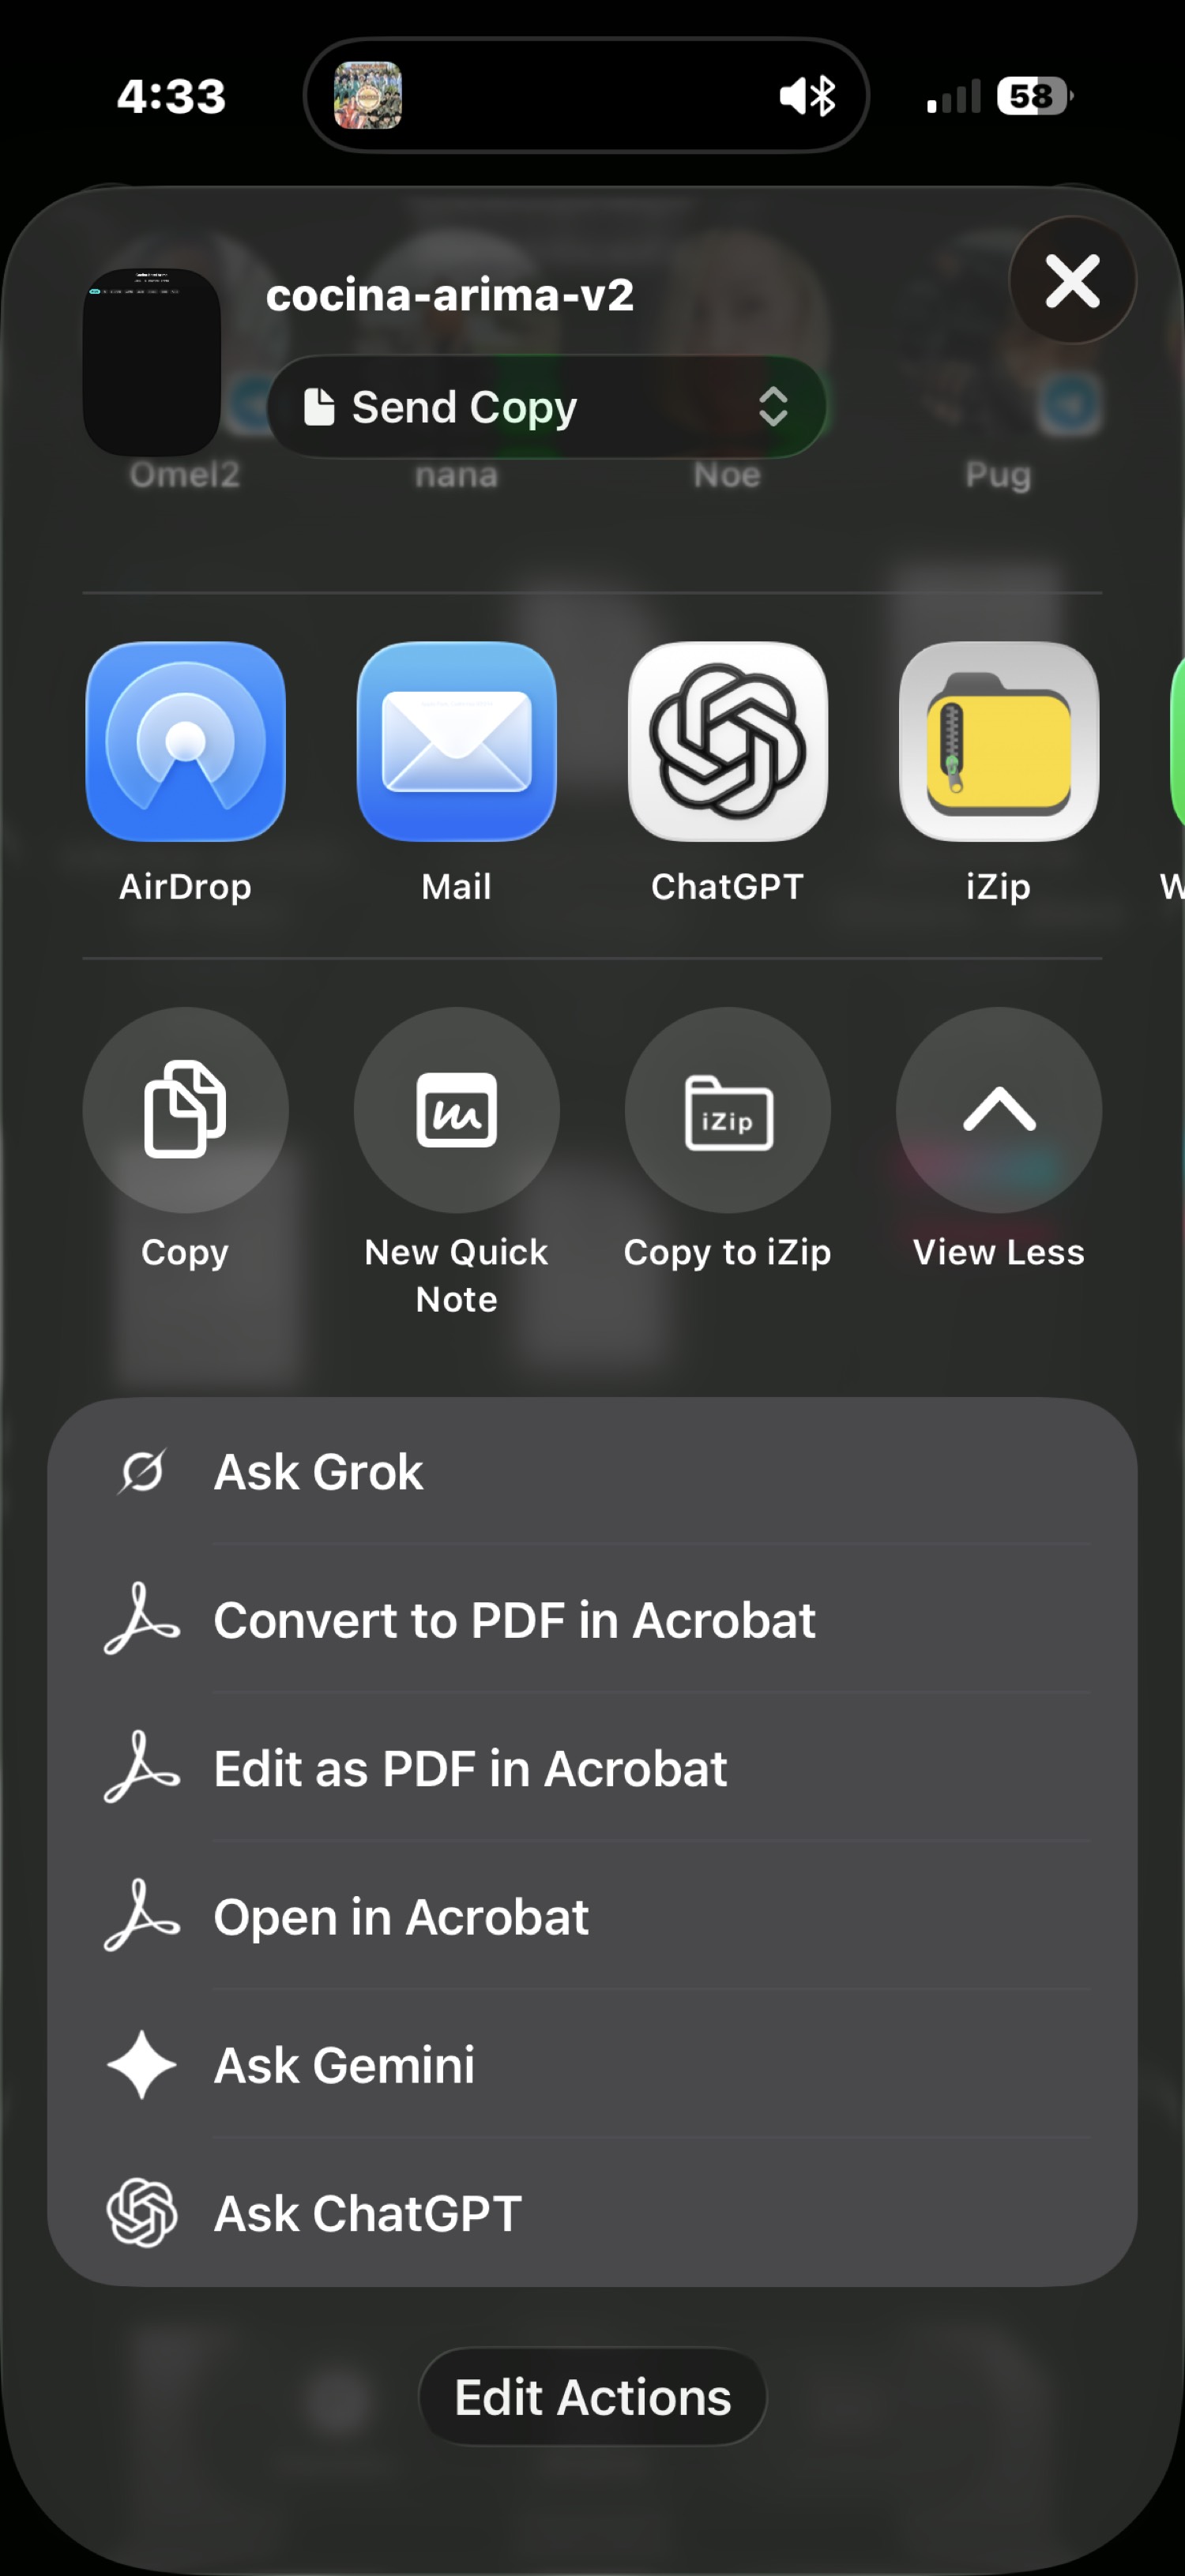 4:33
58
cocina-arima-v2
Send Copy
Omel2
nana
Noe
Pug
AirDrop
Mail
ChatGPT
iZip
W
Copy
New Quick
Note
iZip
Copy to iZip
View Less
Ask Grok
Convert to PDF in Acrobat
Edit as PDF in Acrobat
Open in Acrobat
Ask Gemini
Ask ChatGPT
Edit Actions